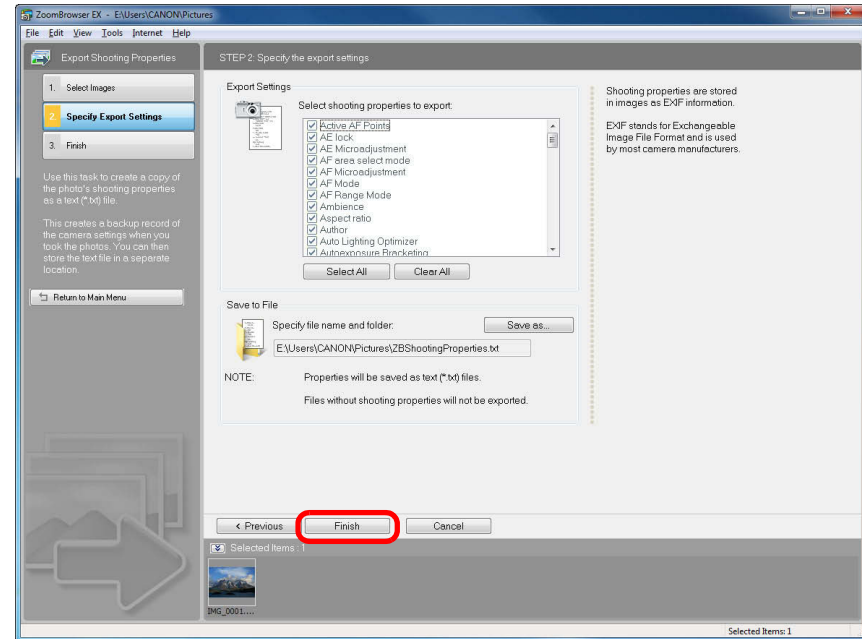 ZoomBrowser EX - E:\Users\CANON\Pictures
File Edit View Tools Internet Help
Export Shooting Properties
1. Select Images
2. Specify Export Settings
3. Finish
Use this task to create a copy of
the photo's shooting properties
as a text (*.txt) file.
This creates a backup record of
the camera settings when you
took the photos. You can then
store the text file in a separate
location.
Return to Main Menu
STEP 2: Specify the export settings
Export Settings
Select shooting properties to export:
Active AF Points
AE lock
AE Microadjustment
AF area select mode
AF Microadjustment
AF Mode
AF Range Mode
Ambience
Aspect ratio
Author
Auto Lighting Optimizer
Autoexposure Bracketing
Select All Clear All
Save to File
Specify file name and folder:
Save as...
E:\Users\CANON\Pictures\ZBShootingProperties.txt
NOTE: Properties will be saved as text (*.txt) files.
Files without shooting properties will not be exported.
Shooting properties are stored
in images as EXIF information.
EXIF stands for Exchangeable
Image File Format and is used
by most camera manufacturers.
< Previous Finish Cancel
Selected Items : 1
IMG_0001....
Selected Items: 1